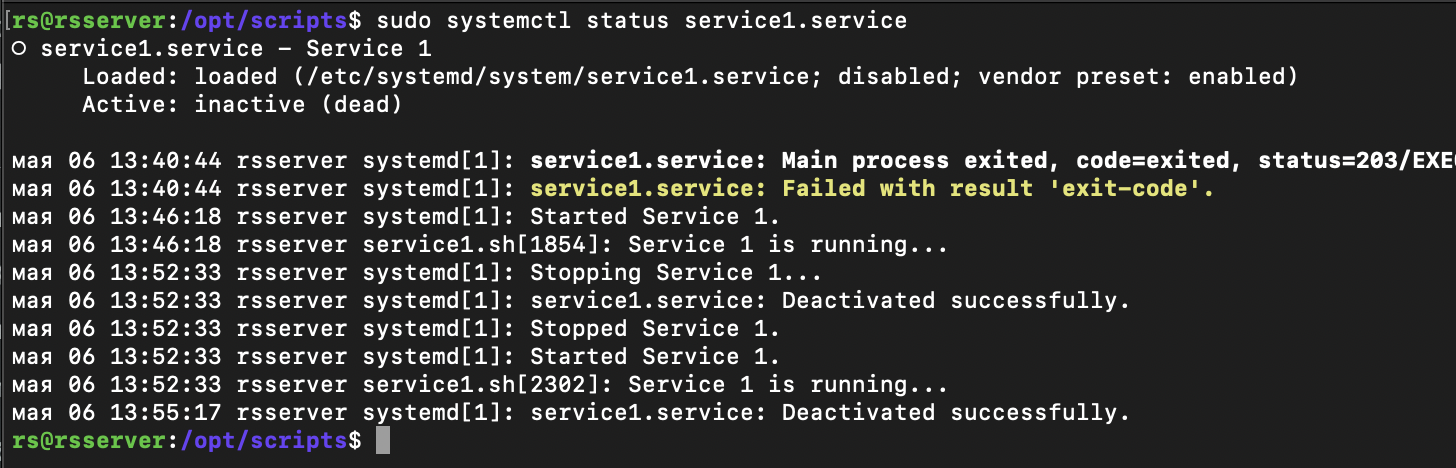 rs@rsserver:/opt/scripts$ sudo systemctl status service1.service
○ service1.service – Service 1
Loaded: loaded (/etc/systemd/system/service1.service; disabled; vendor preset: enabled)
Active: inactive (dead)
мая 06 13:40:44 rsserver systemd[1]: service1.service: Main process exited, code=exited, status=203/EXE
мая 06 13:40:44 rsserver systemd[1]: service1.service: Failed with result 'exit-code'.
мая 06 13:46:18 rsserver systemd[1]: Started Service 1.
мая 06 13:46:18 rsserver service1.sh[1854]: Service 1 is running...
мая 06 13:52:33 rsserver systemd[1]: Stopping Service 1...
мая 06 13:52:33 rsserver systemd[1]: service1.service: Deactivated successfully.
мая 06 13:52:33 rsserver systemd[1]: Stopped Service 1.
мая 06 13:52:33 rsserver systemd[1]: Started Service 1.
мая 06 13:52:33 rsserver service1.sh[2302]: Service 1 is running...
мая 06 13:55:17 rsserver systemd[1]: service1.service: Deactivated successfully.
rs@rsserver:/opt/scripts$